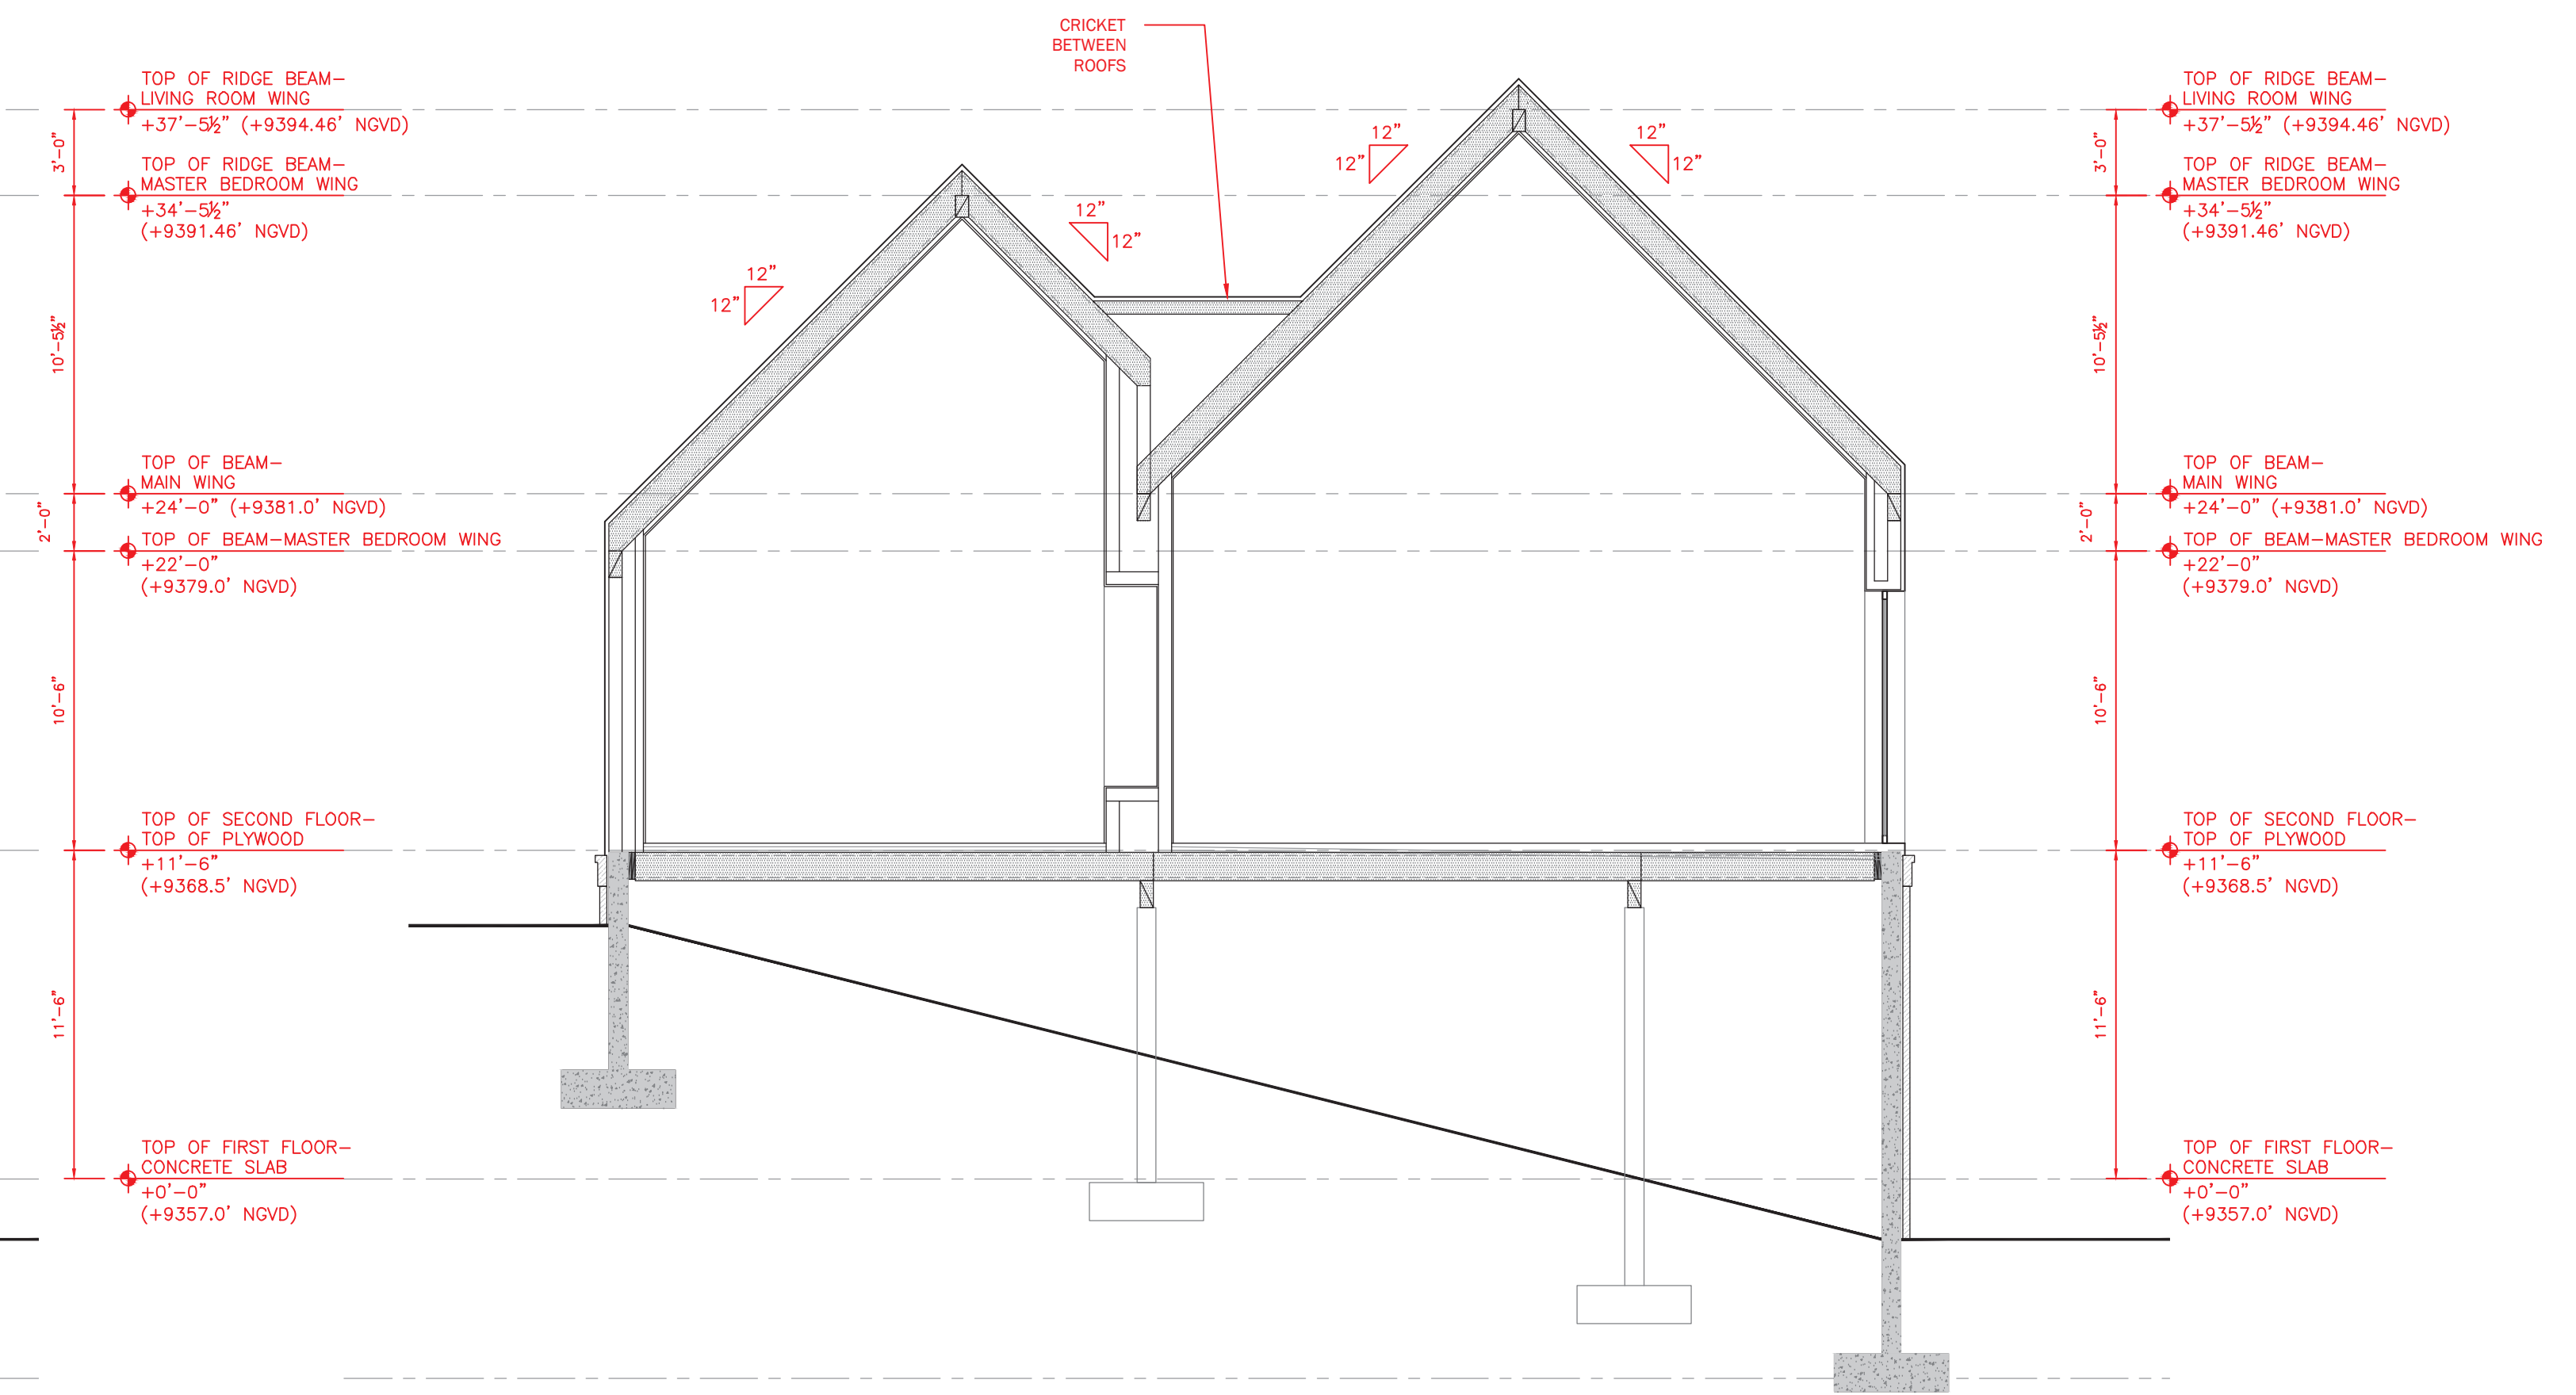 CRICKET
BETWEEN
ROOFS
TOP OF RIDGE BEAM–
LIVING ROOM WING
+37'–5½" (+9394.46' NGVD)
3'–0"
TOP OF RIDGE BEAM–
MASTER BEDROOM WING
+34'–5½"
(+9391.46' NGVD)
10'–5½"
TOP OF BEAM–
MAIN WING
+24'–0" (+9381.0' NGVD)
2'–0"
TOP OF BEAM–MASTER BEDROOM WING
+22'–0"
(+9379.0' NGVD)
10'–6"
TOP OF SECOND FLOOR–
TOP OF PLYWOOD
+11'–6"
(+9368.5' NGVD)
11'–6"
TOP OF FIRST FLOOR–
CONCRETE SLAB
+0'–0"
(+9357.0' NGVD)
12"
12"
12"
12"
12"
12"
12"
12"
TOP OF RIDGE BEAM–
LIVING ROOM WING
+37'–5½" (+9394.46' NGVD)
3'–0"
TOP OF RIDGE BEAM–
MASTER BEDROOM WING
+34'–5½"
(+9391.46' NGVD)
10'–5½"
TOP OF BEAM–
MAIN WING
+24'–0" (+9381.0' NGVD)
2'–0"
TOP OF BEAM–MASTER BEDROOM WING
+22'–0"
(+9379.0' NGVD)
10'–6"
TOP OF SECOND FLOOR–
TOP OF PLYWOOD
+11'–6"
(+9368.5' NGVD)
11'–6"
TOP OF FIRST FLOOR–
CONCRETE SLAB
+0'–0"
(+9357.0' NGVD)